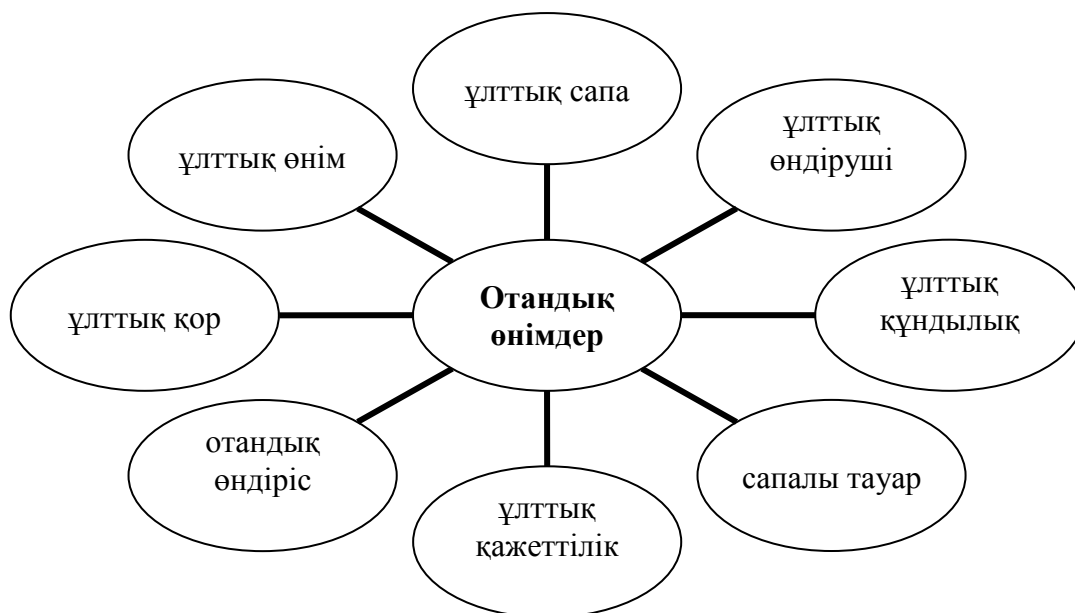 ұлттық сапа
ұлттық
өндіруші
ұлттық өнім
ұлттық
құндылық
Отандық
өнімдер
ұлттық қор
отандық
өндіріс
сапалы тауар
ұлттық
қажеттілік